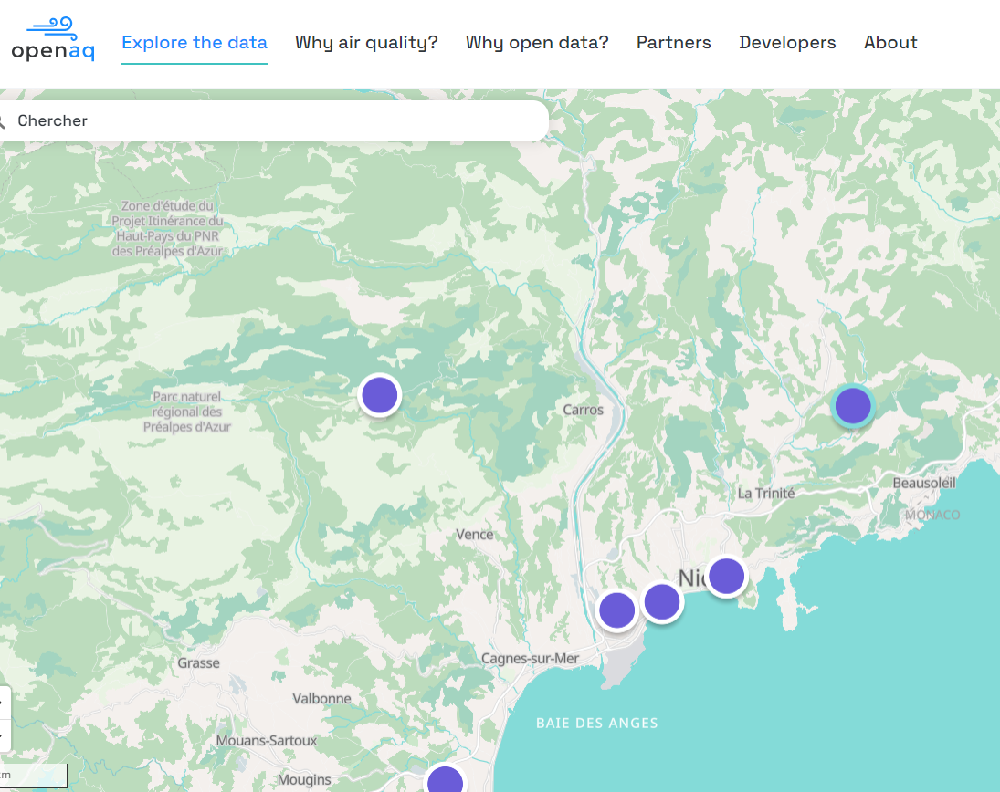 openaq
Explore the data
Why air quality?
Why open data?
Partners
Developers
About
Chercher
Zone d'étude du
Projet Itinérance du
Haut-Pays du PNR
des Préalpes d'Azur
Parc naturel
régional des
Préalpes d'Azur
Carros
La Trinité
Beausoleil
MONACO
Vence
Grasse
Cagnes-sur-Mer
Valbonne
BAIE DES ANGES
Mouans-Sartoux
Mougins